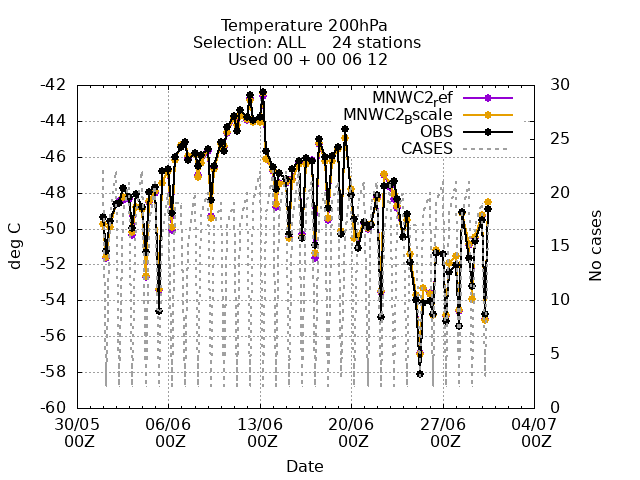 Temperature 200hPa
Selection: ALL 24 stations
Used 00 + 00 06 12
MNWC2ref
MNWC2Bscale
OBS
CASES
-42
-44
-46
-48
-50
-52
-54
-56
-58
-60
deg C
30
25
20
15
10
5
0
No cases
30/05 06/06 13/06 20/06 27/06 04/07
00Z 00Z 00Z 00Z 00Z 00Z
Date